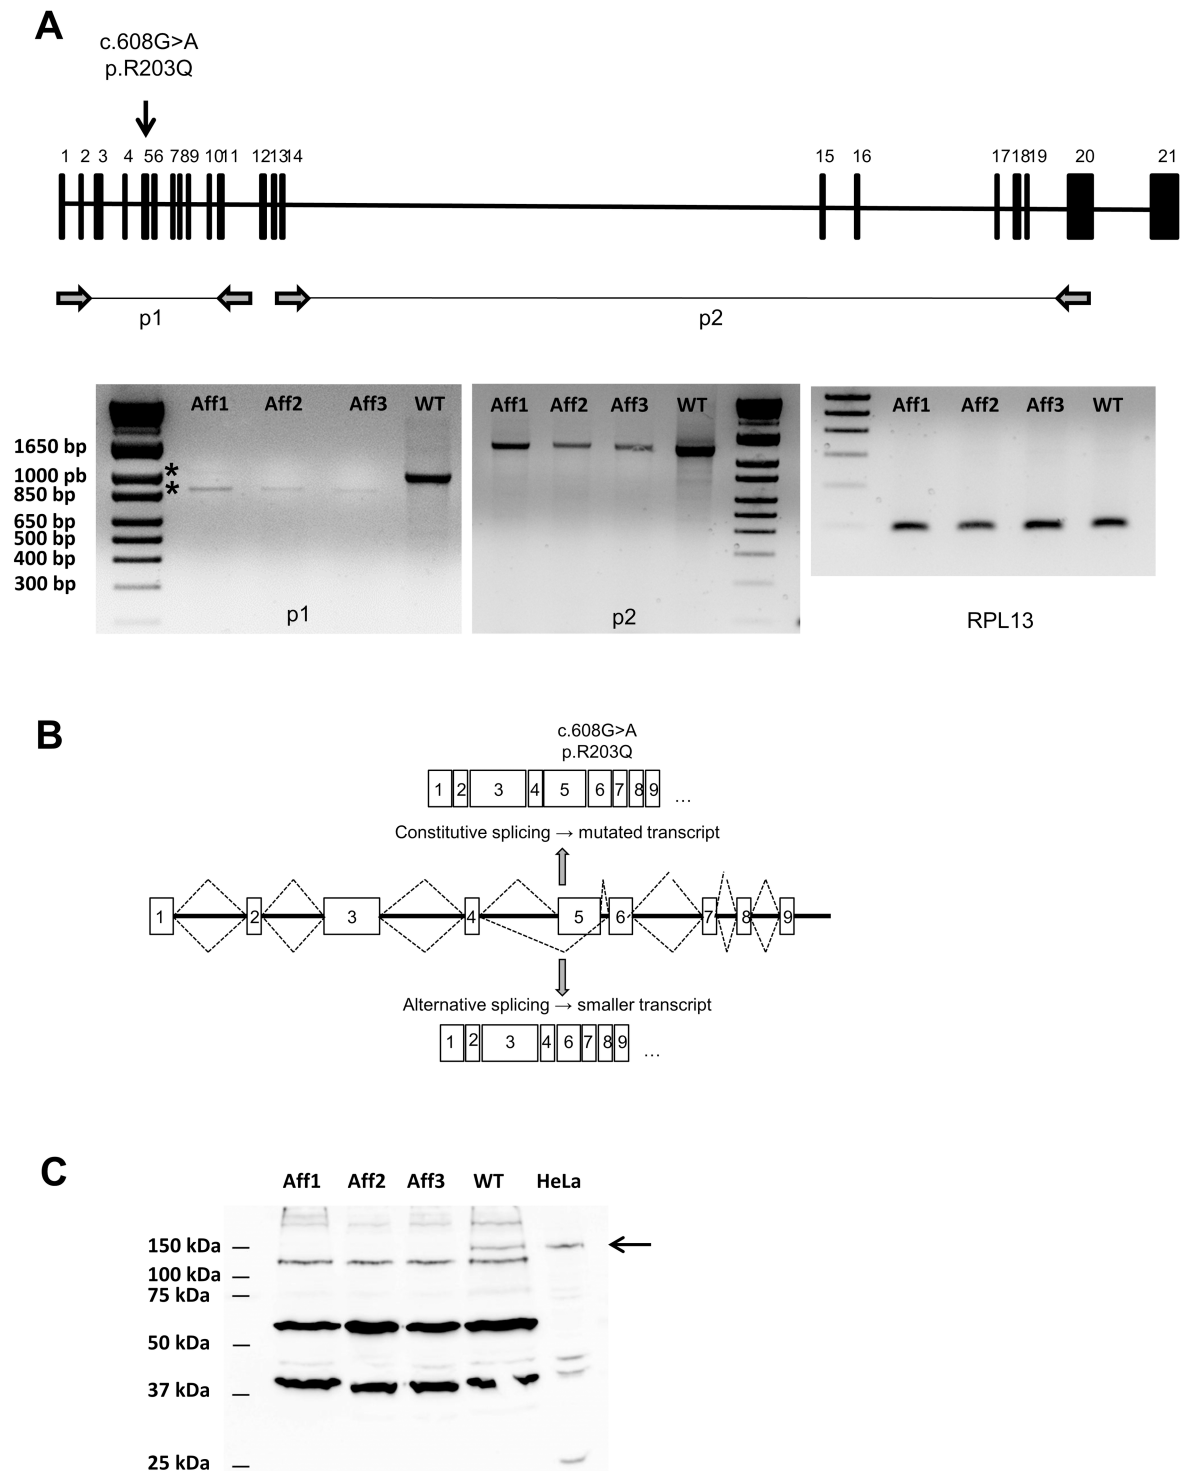 A
c.608G>A
p.R203Q
1 2 3 4 5 6 7 8 9 10 11 12 13 14 15 16 17 18 19 20 21
p1 p2
Aff1 Aff2 Aff3 WT
Aff1 Aff2 Aff3 WT
Aff1 Aff2 Aff3 WT
1650 bp
1000 pb *
850 bp *
650 bp
500 bp
400 bp
300 bp
p1
p2
RPL13
B
c.608G>A
p.R203Q
1 2 3 4 5 6 7 8 9 ...
Constitutive splicing → mutated transcript
1 2 3 4 5 6 7 8 9
Alternative splicing → smaller transcript
1 2 3 4 6 7 8 9 ...
C
Aff1 Aff2 Aff3 WT HeLa
150 kDa
100 kDa
75 kDa
50 kDa
37 kDa
25 kDa